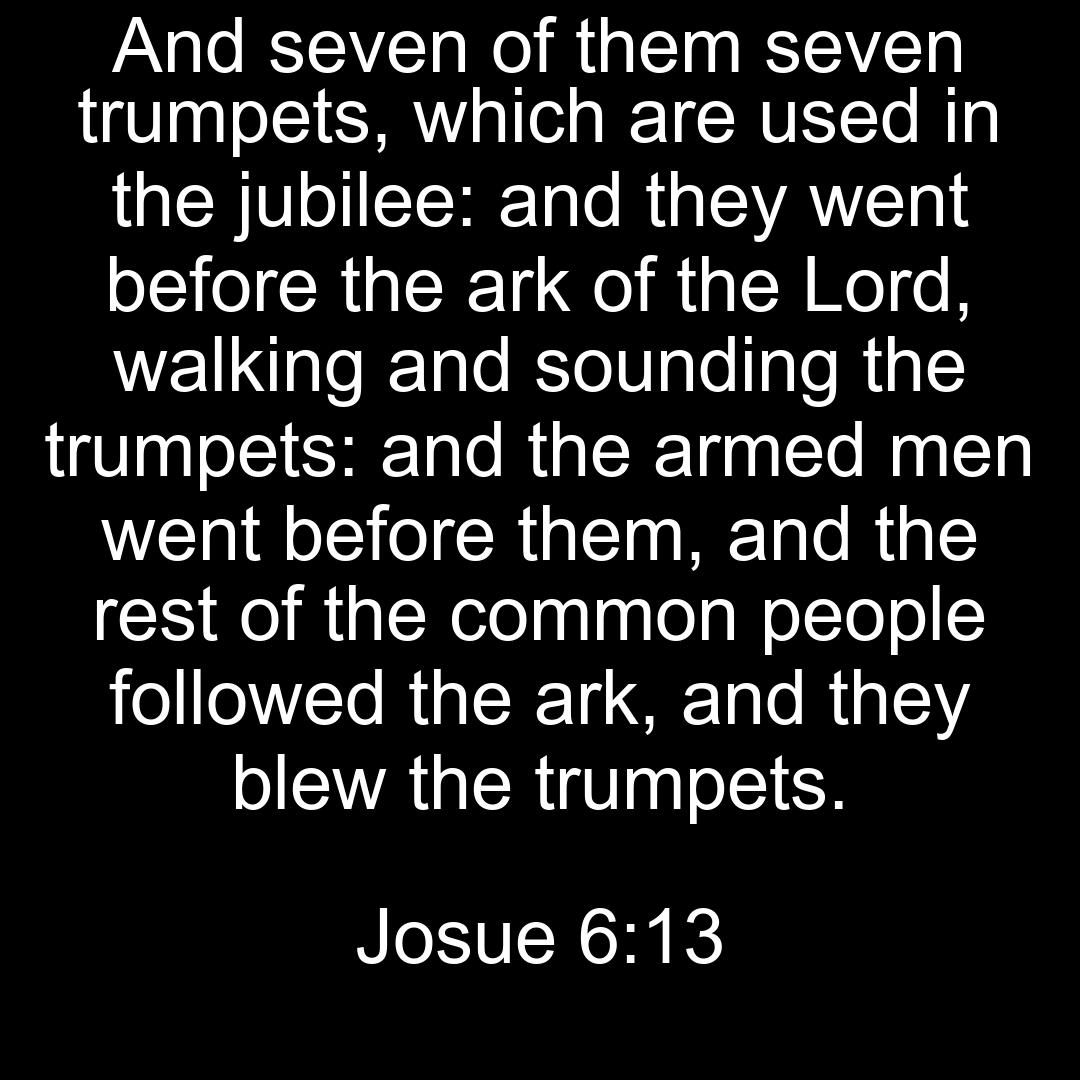 And seven of them seven
trumpets, which are used in
the jubilee: and they went
before the ark of the Lord,
walking and sounding the
trumpets: and the armed men
went before them, and the
rest of the common people
followed the ark, and they
blew the trumpets.
Josue 6:13